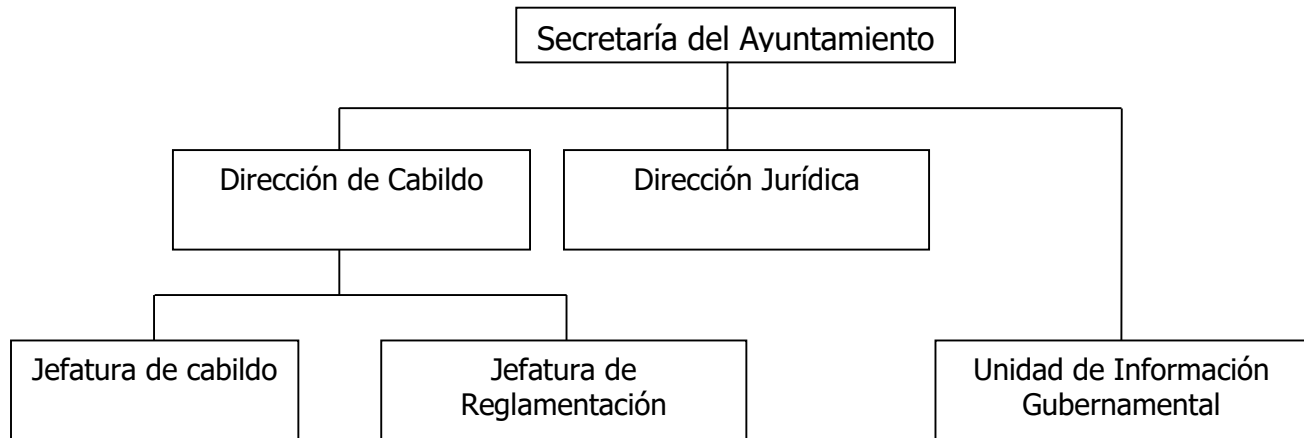 Secretaría del Ayuntamiento
Dirección de Cabildo
Dirección Jurídica
Jefatura de cabildo
Jefatura de
Reglamentación
Unidad de Información
Gubernamental